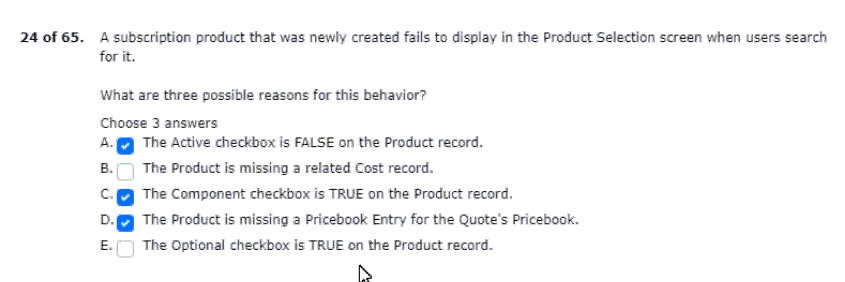 24 of 65. A subscription product that was newly created fails to display in the Product Selection screen when users search
for it.
What are three possible reasons for this behavior?
Choose 3 answers
A. The Active checkbox is FALSE on the Product record.
B. The Product is missing a related Cost record.
C. The Component checkbox is TRUE on the Product record.
D. The Product is missing a Pricebook Entry for the Quote's Pricebook.
E. The Optional checkbox is TRUE on the Product record.